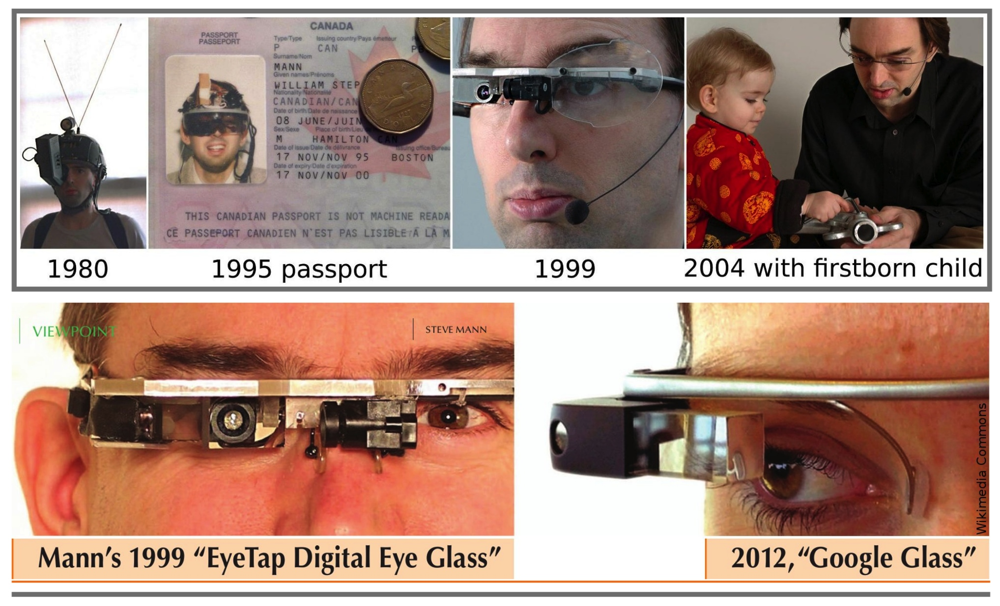 CANADA
PASSPORT
PASSEPORT
Type/Type Issuing country/Pays émetteur
P CAN
Surname/Nom
MANN
Given names/Prénoms
WILLIAM STEP
Nationality/Nationalité
CANADIAN/CAN
Date of birth/Date de naissance
08 JUNE/JUIN
Sex/Sexe Place of birth/Lieu
M HAMILTON CAN
Date of issue/Date de délivrance Issuing office/Bureau
17 NOV/NOV 95 BOSTON
Date of expiry/Date d'expiration
17 NOV/NOV 00
THIS CANADIAN PASSPORT IS NOT MACHINE READA
CE PASSEPORT CANADIEN N'EST PAS LISIBLE À LA M
1980
1995 passport
1999
2004 with firstborn child
VIEWPOINT
STEVE MANN
Wikimedia Commons
Mann's 1999 “EyeTap Digital Eye Glass”
2012, “Google Glass”